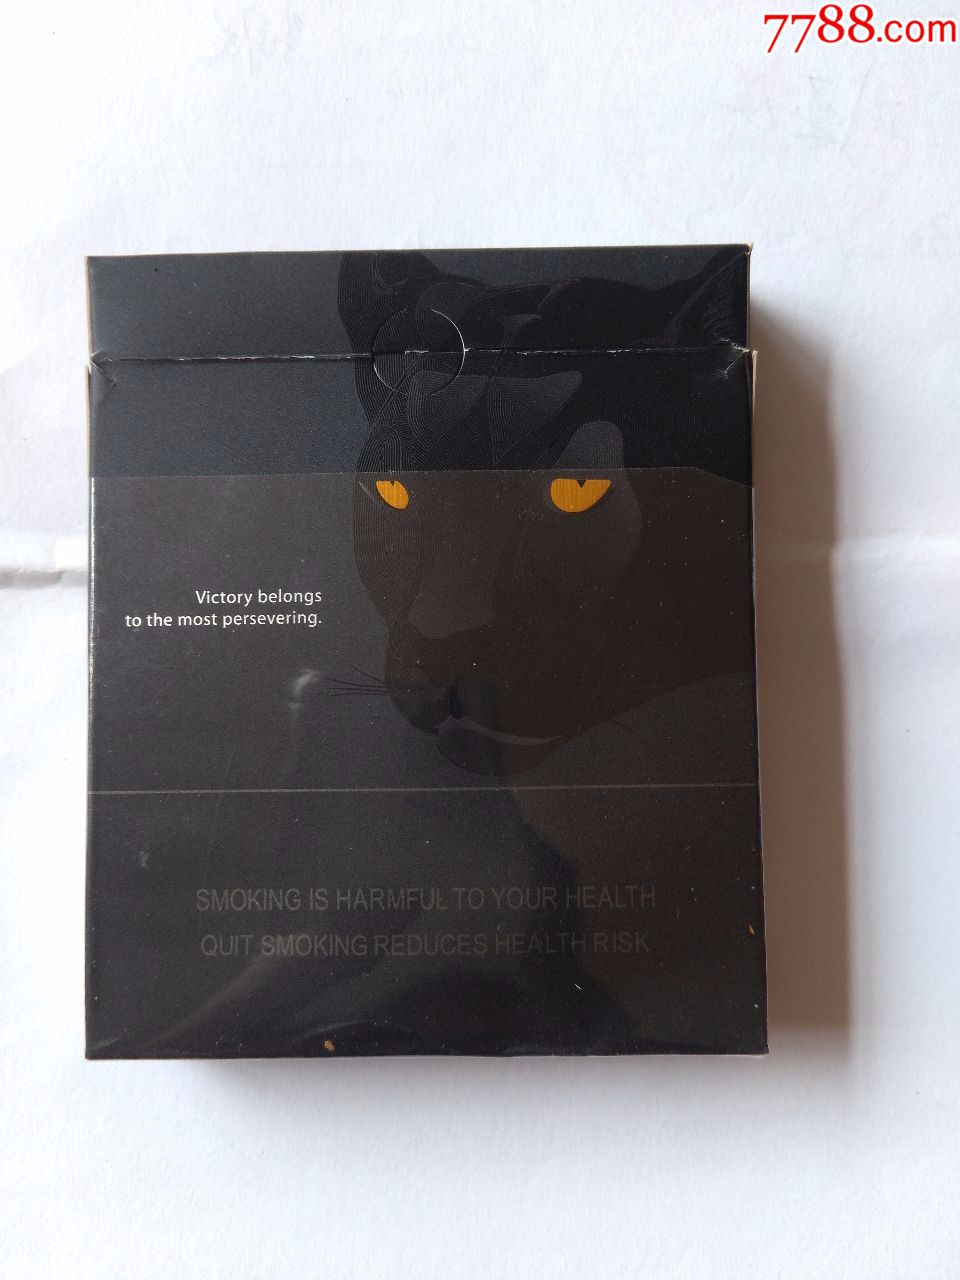 7788.com
Victory belongs
to the most persevering.
SMOKING IS HARMFUL TO YOUR HEALTH
QUIT SMOKING REDUCES HEALTH RISK